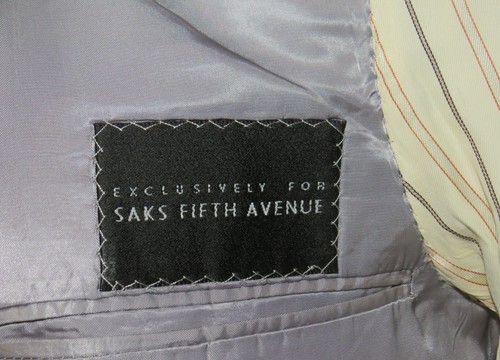 EXCLUSIVELY FOR
SAKS FIFTH AVENUE